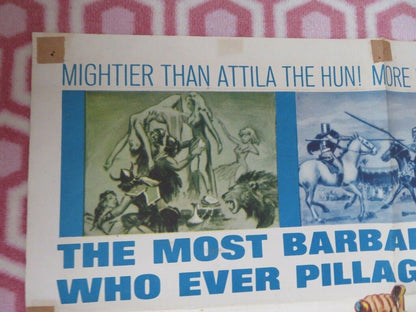 MIGHTIER THAN ATTILA THE HUN! MORE
THE MOST BARBA
WHO EVER PILLAG